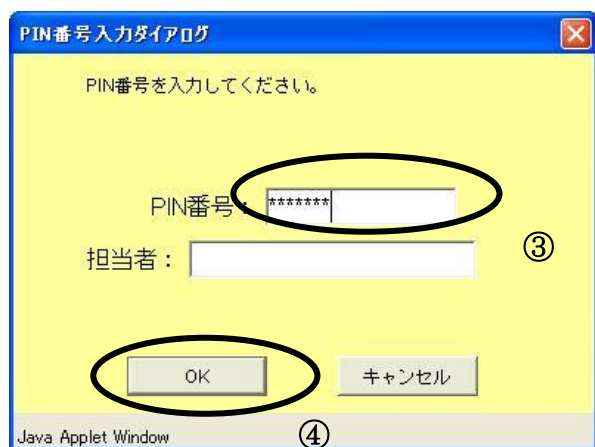 PIN番号入力ダイアログ
PIN番号を入力してください。
PIN番号： *******
担当者：
③
OK キャンセル
Java Applet Window
④